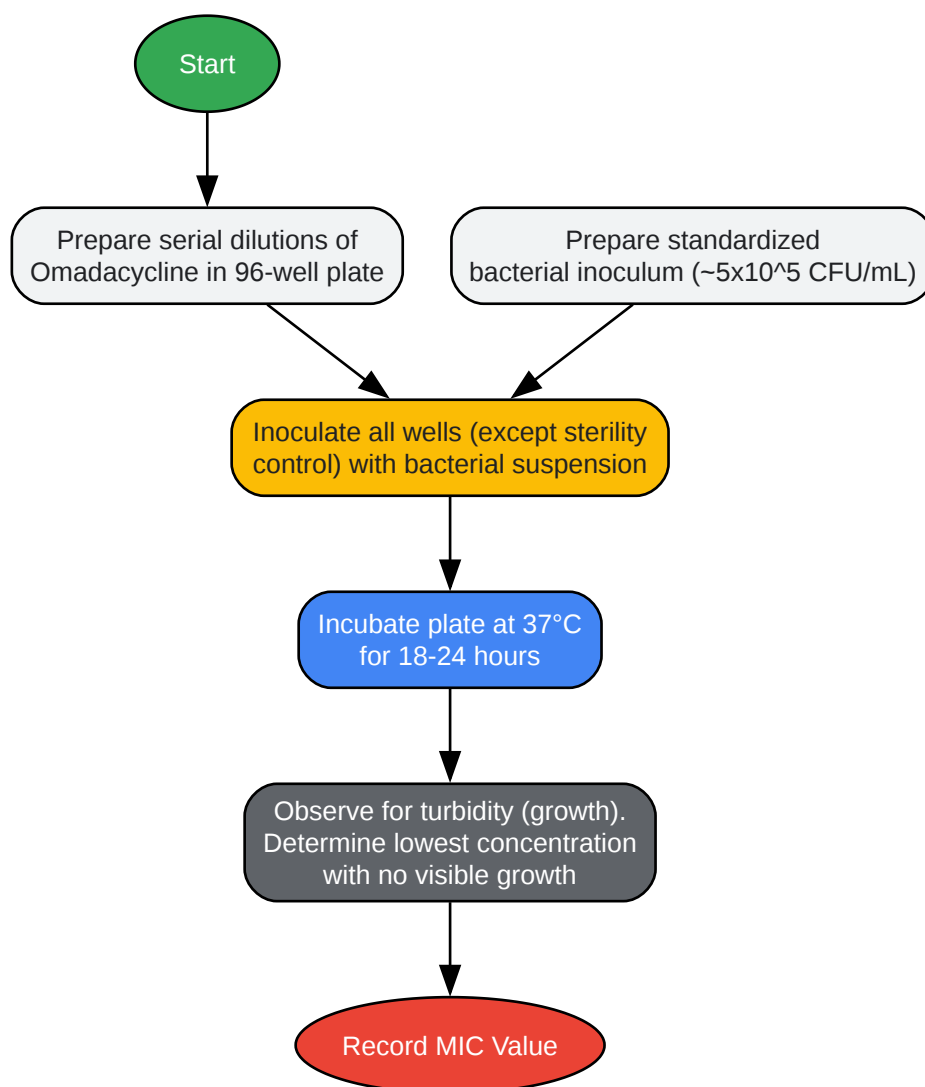 Start
Prepare serial dilutions of
Omadacycline in 96-well plate
Prepare standardized
bacterial inoculum (~5x10^5 CFU/mL)
Inoculate all wells (except sterility
control) with bacterial suspension
Incubate plate at 37°C
for 18-24 hours
Observe for turbidity (growth).
Determine lowest concentration
with no visible growth
Record MIC Value